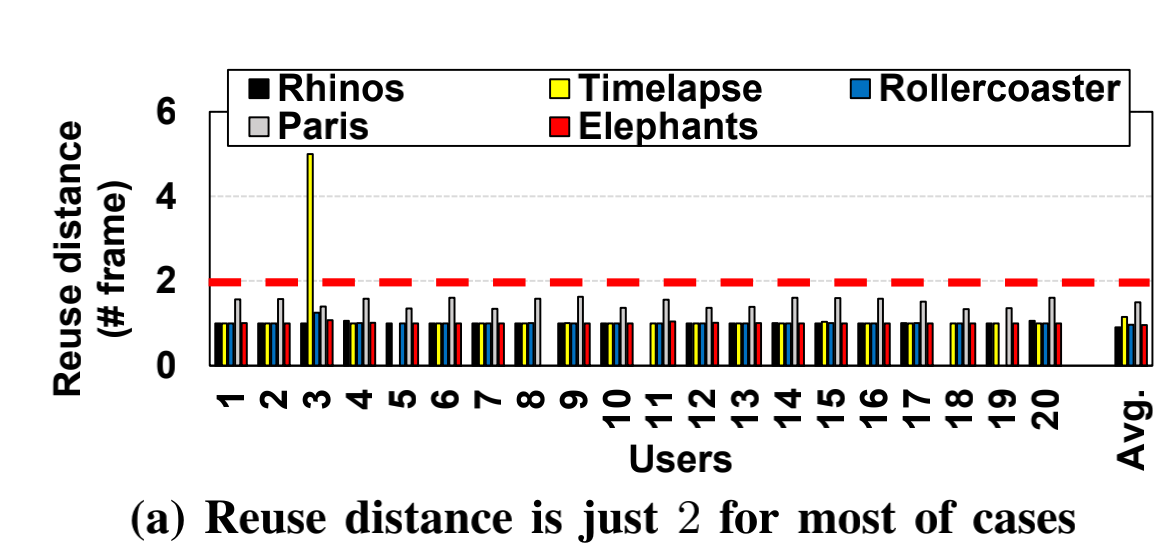 Rhinos Timelapse Rollercoaster
Paris Elephants
Reuse distance
(# frame)
6
4
2
0
1 2 3 4 5 6 7 8 9 10 11 12 13 14 15 16 17 18 19 20 Avg.
Users
(a) Reuse distance is just 2 for most of cases